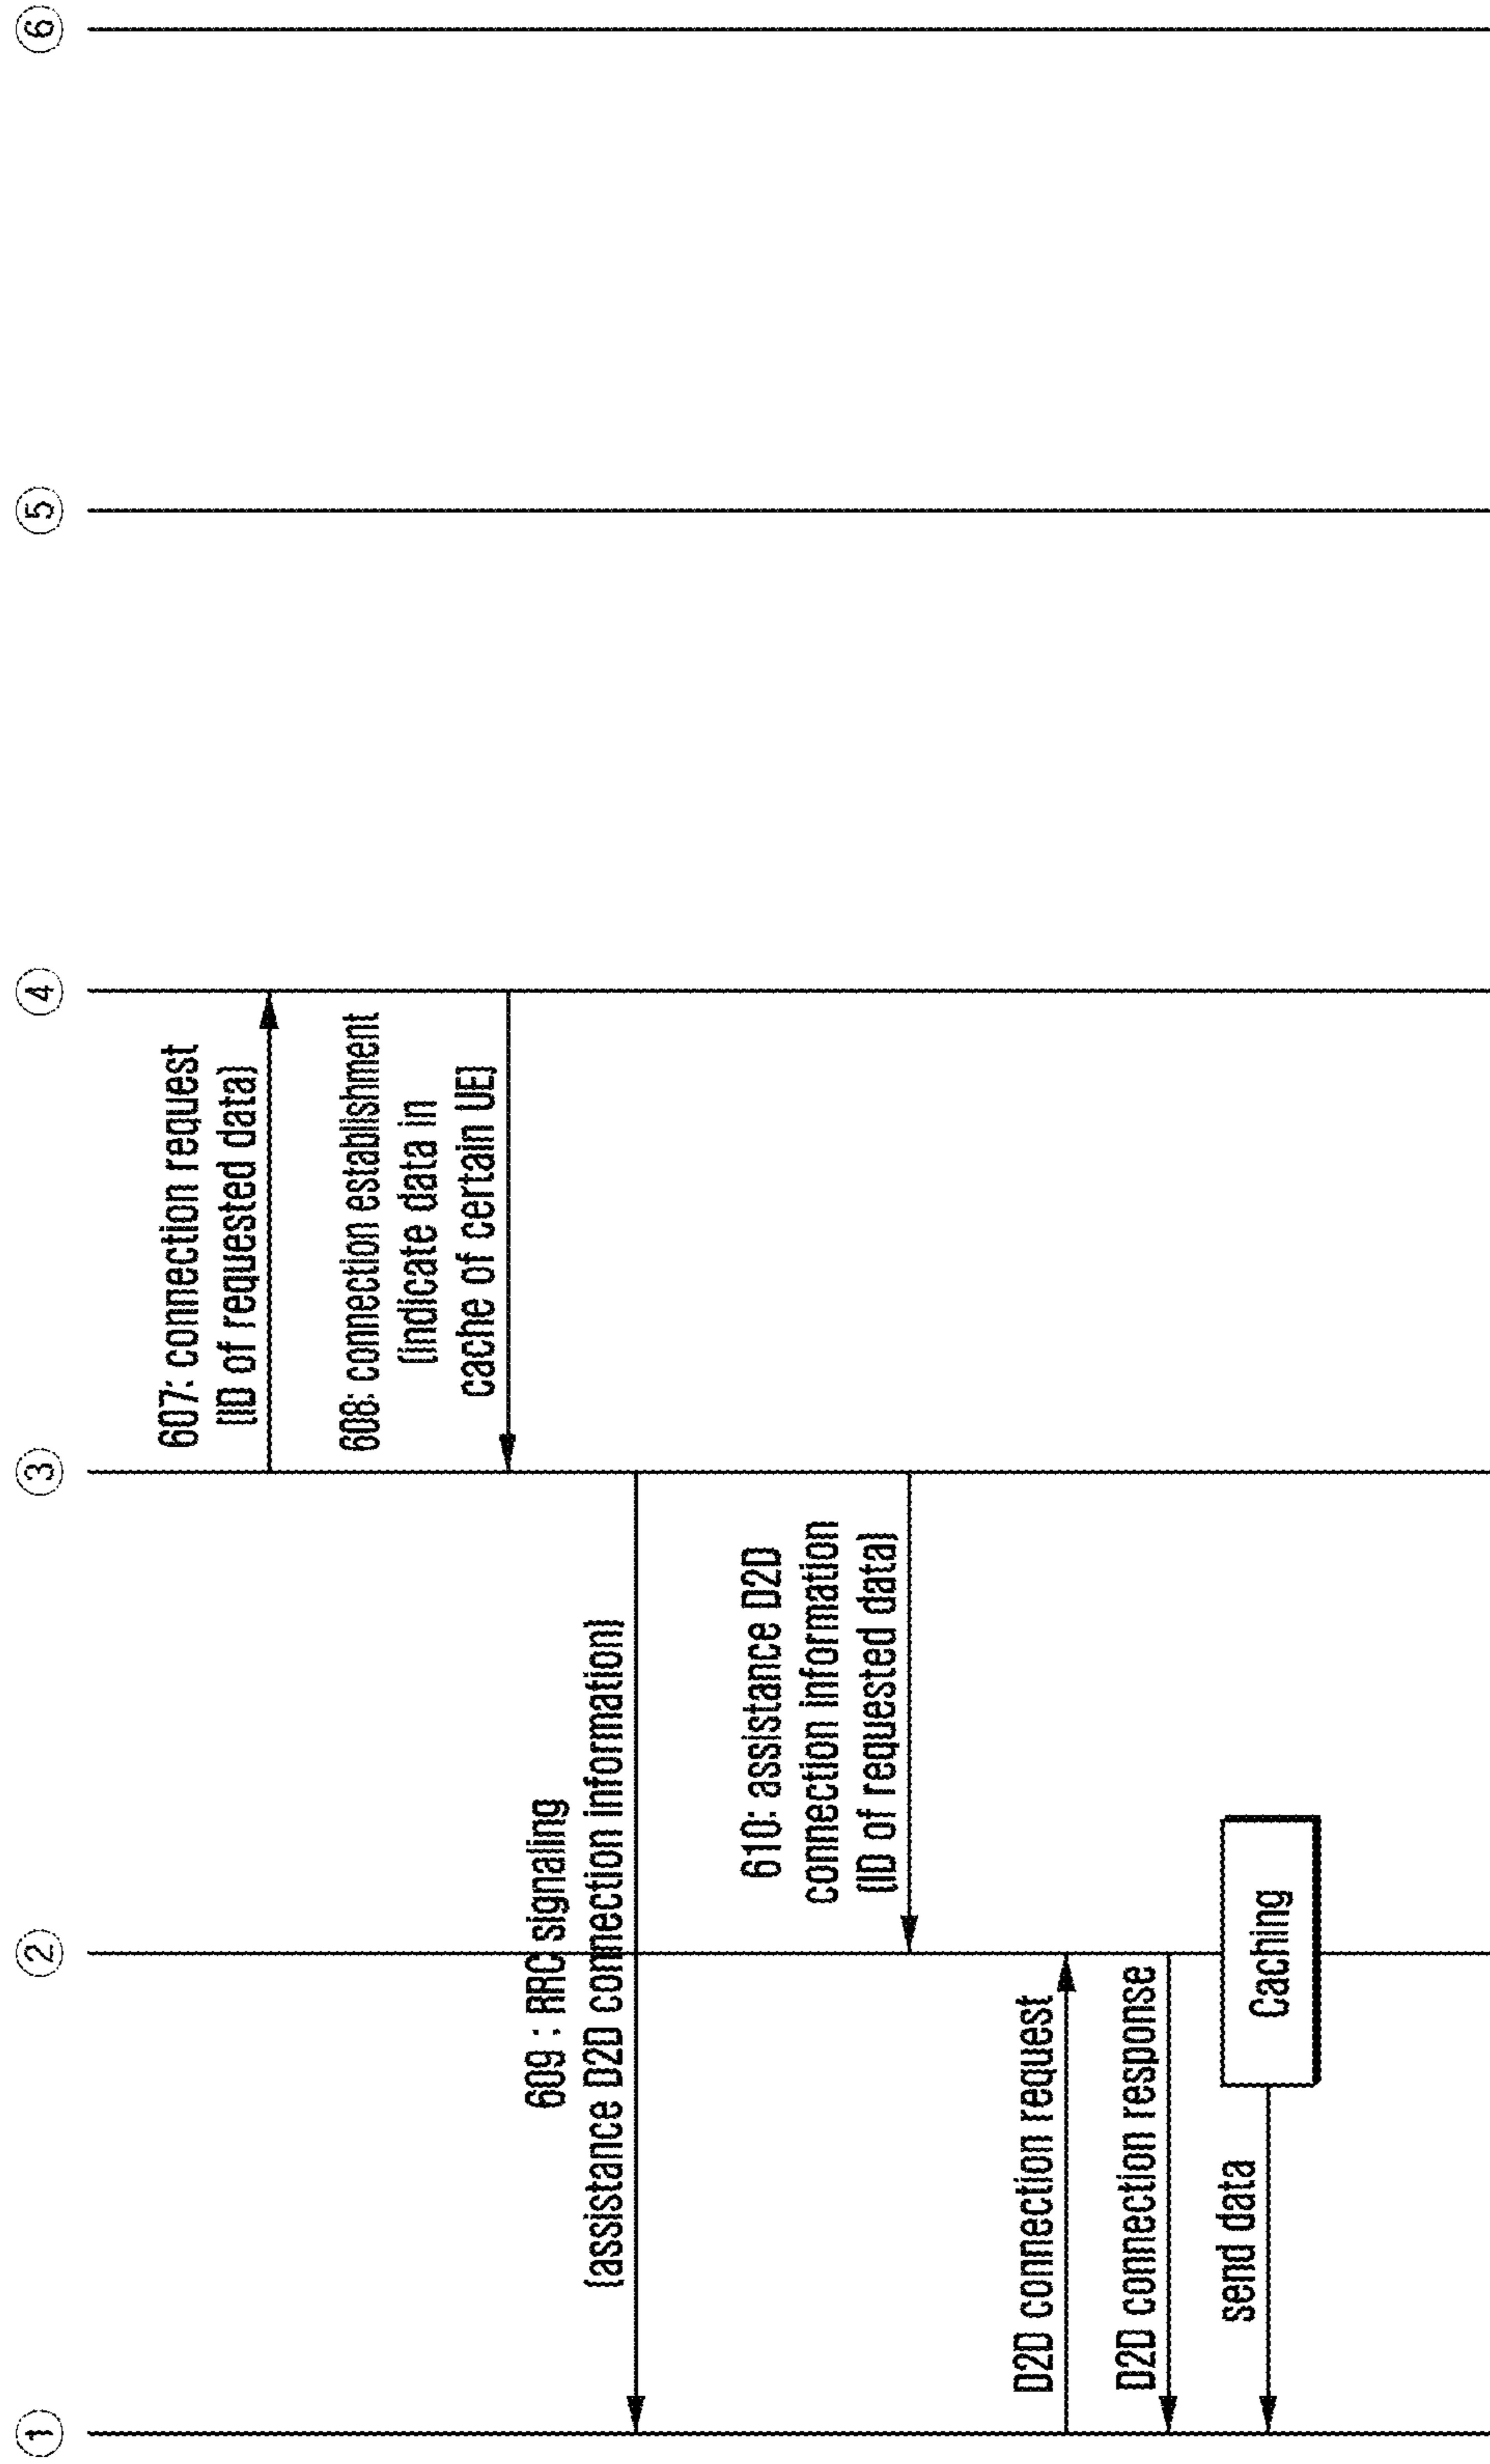 ① ② ③ ④ ⑤ ⑥
607: connection request
(ID of requested data)
608: connection establishment
(indicate data in
cache of certain UE)
609 : RRC signaling
(assistance D2D connection information)
610: assistance D2D
connection information
(ID of requested data)
D2D connection request
D2D connection response
send data
Caching